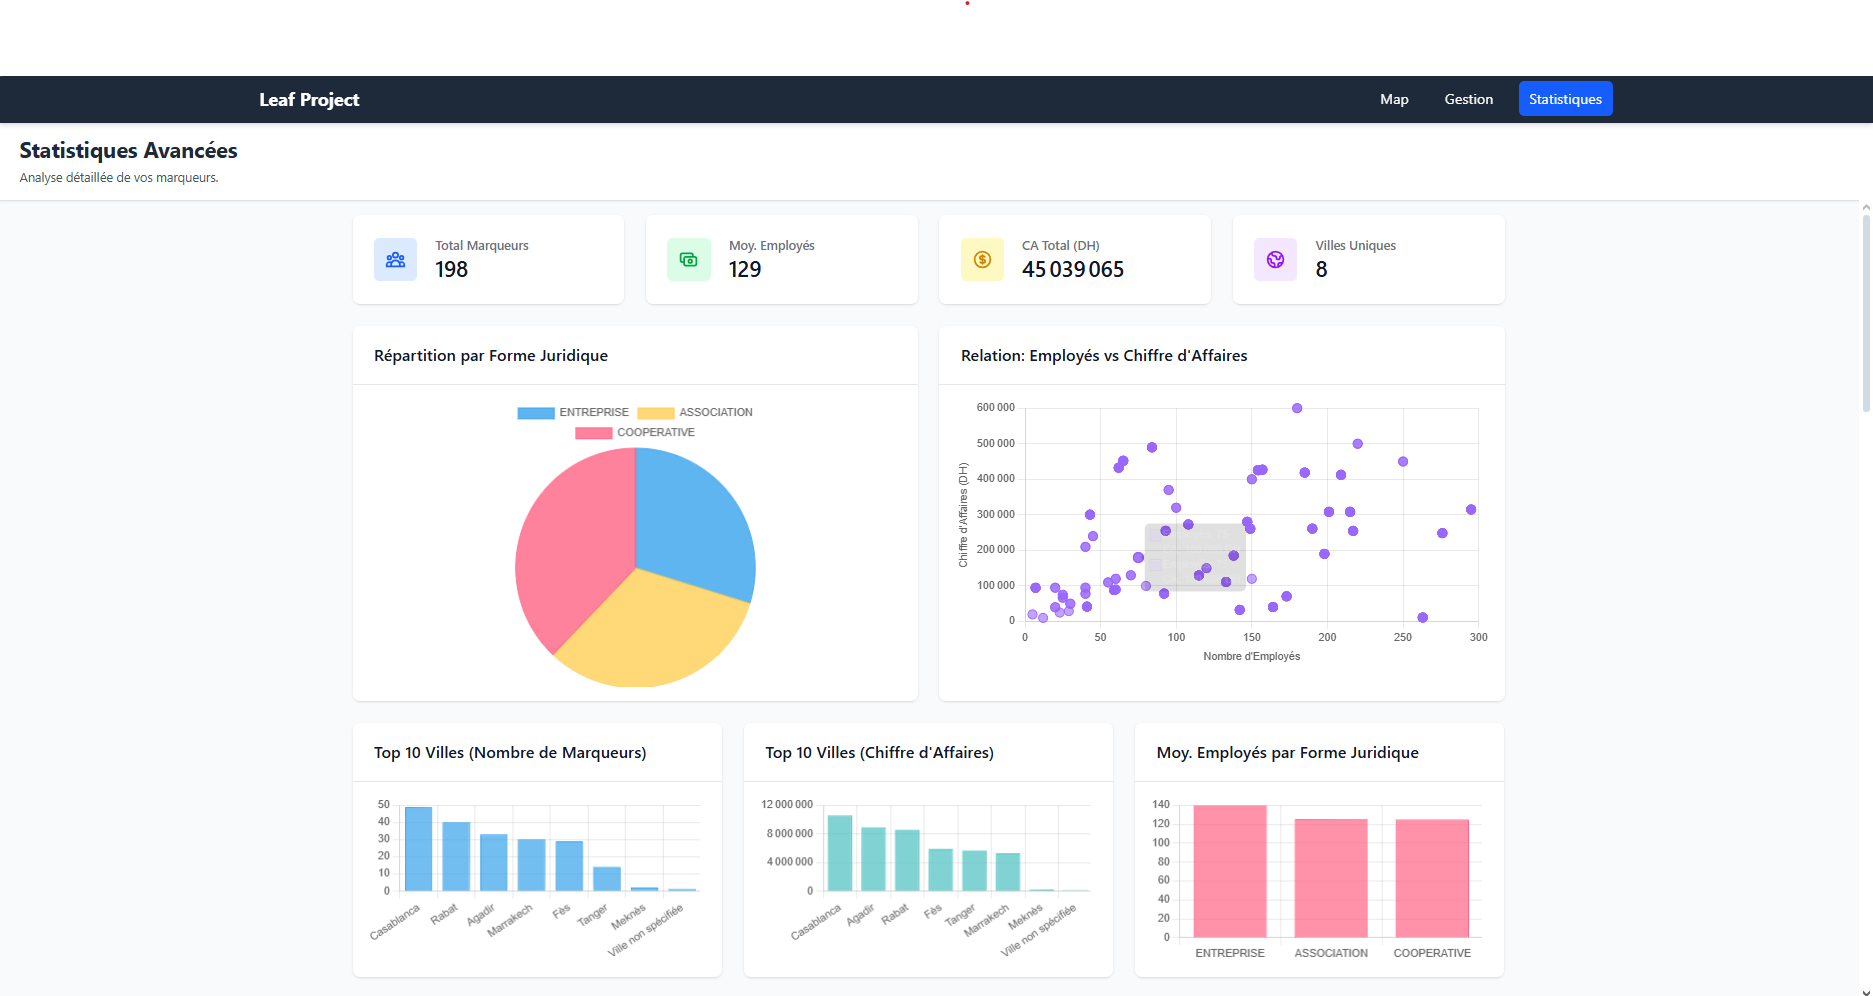 Leaf Project
Map
Gestion
Statistiques
Statistiques Avancées
Analyse détaillée de vos marqueurs.
Total Marqueurs
198
Moy. Employés
129
CA Total (DH)
45 039 065
Villes Uniques
8
Répartition par Forme Juridique
ENTREPRISE
ASSOCIATION
COOPERATIVE
Relation: Employés vs Chiffre d'Affaires
Chiffre d'Affaires (DH)
600 000
500 000
400 000
300 000
200 000
100 000
0
0 50 100 150 200 250 300
Nombre d'Employés
Top 10 Villes (Nombre de Marqueurs)
50
40
30
20
10
0
Casablanca
Rabat
Agadir
Marrakech
Fès
Tanger
Meknès
Ville non spécifiée
Top 10 Villes (Chiffre d'Affaires)
12 000 000
8 000 000
4 000 000
0
Casablanca
Agadir
Rabat
Fès
Tanger
Marrakech
Meknès
Ville non spécifiée
Moy. Employés par Forme Juridique
140
120
100
80
60
40
20
0
ENTREPRISE
ASSOCIATION
COOPERATIVE